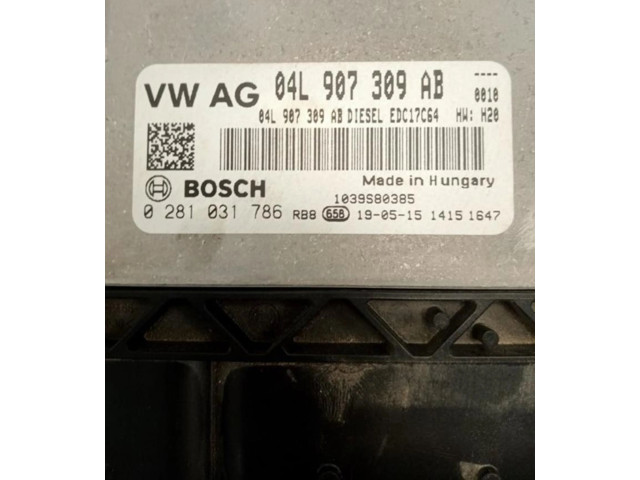 VW AG 04L 907 309 AB ----
0010
04L 907 309 AB DIESEL EDC17C64 HW: H20
Made in Hungary
BOSCH 1039S80385
0 281 031 786 RB8 658 19-05-15 1415 1647